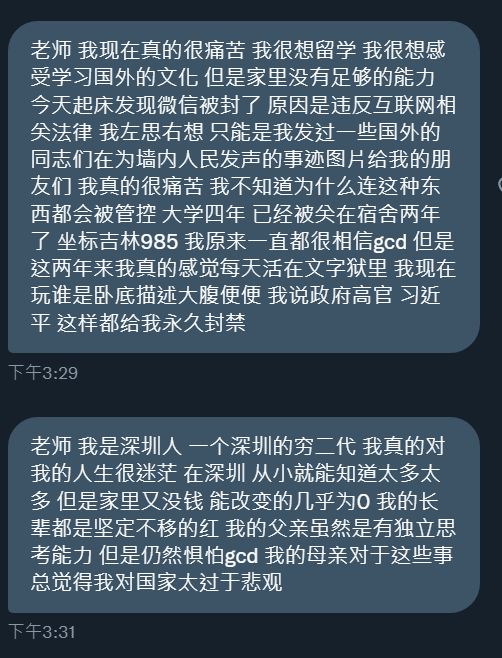 老师 我现在真的很痛苦 我很想留学 我很想感
受学习国外的文化 但是家里没有足够的能力
今天起床发现微信被封了 原因是违反互联网相
关法律 我左思右想 只能是我发过一些国外的
同志们在为墙内人民发声的事迹图片给我的朋
友们 我真的很痛苦 我不知道为什么连这种东
西都会被管控 大学四年 已经被关在宿舍两年
了 坐标吉林985 我原来一直都很相信gcd 但是
这两年来我真的感觉每天活在文字狱里 我现在
玩谁是卧底描述大腹便便 我说政府高官 习近
平 这样都给我永久封禁
下午3:29
老师 我是深圳人 一个深圳的穷二代 我真的对
我的人生很迷茫 在深圳 从小就能知道太多太
多 但是家里又没钱 能改变的几乎为0 我的长
辈都是坚定不移的红 我的父亲虽然是有独立思
考能力 但是仍然惧怕gcd 我的母亲对于这些事
总觉得我对国家太过于悲观
下午3:31